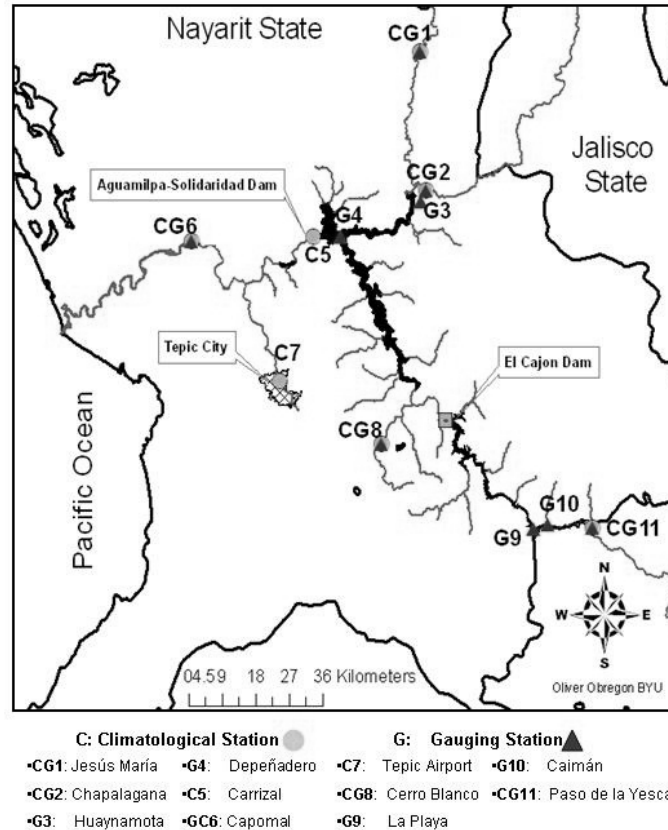 Nayarit State
CG1
Jalisco
State
CG2
G3
Aguamilpa-Solidaridad Dam
G4
CG6
C5
Tepic City
C7
El Cajon Dam
CG8
Pacific Ocean
G10
G9
CG11
N
W
E
S
04.59 18 27 36 Kilometers
Oliver Obregon BYU
C: Climatological Station
G: Gauging Station
•CG1: Jesús María •G4: Depeñadero •C7: Tepic Airport •G10: Caimán
•CG2: Chapalagana •C5: Carrizal •CG8: Cerro Blanco •CG11: Paso de la Yesca
•G3: Huaynamota •GC6: Capomal •G9: La Playa